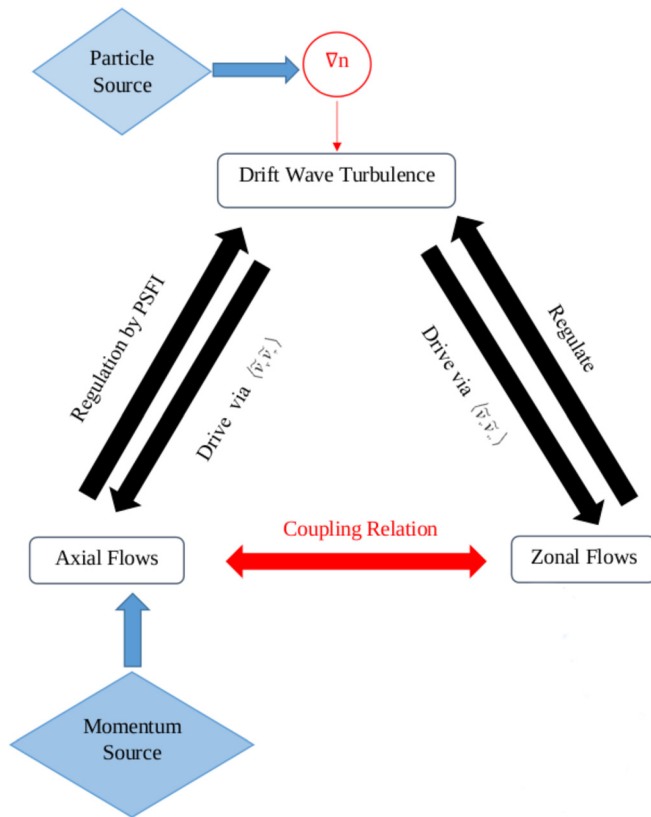 Particle
Source
∇n
Drift Wave Turbulence
Regulation by PSFI
Drive via
Drive via
Regulate
Coupling Relation
Axial Flows
Zonal Flows
Momentum
Source